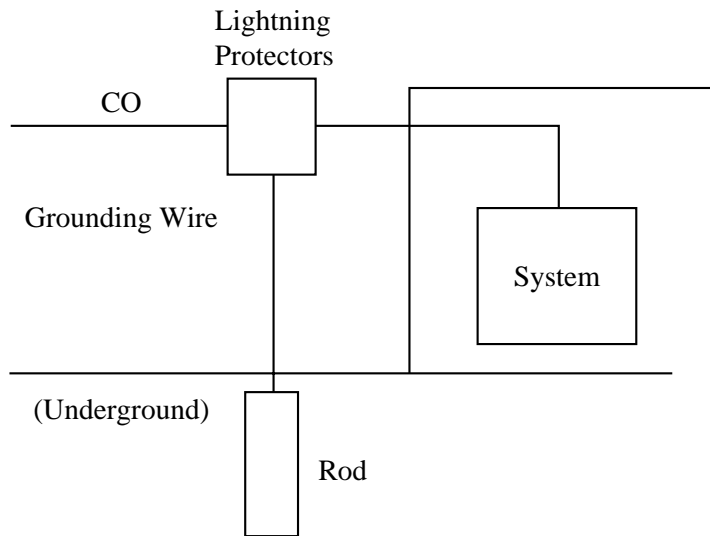 Lightning
Protectors
CO
Grounding Wire
System
(Underground)
Rod